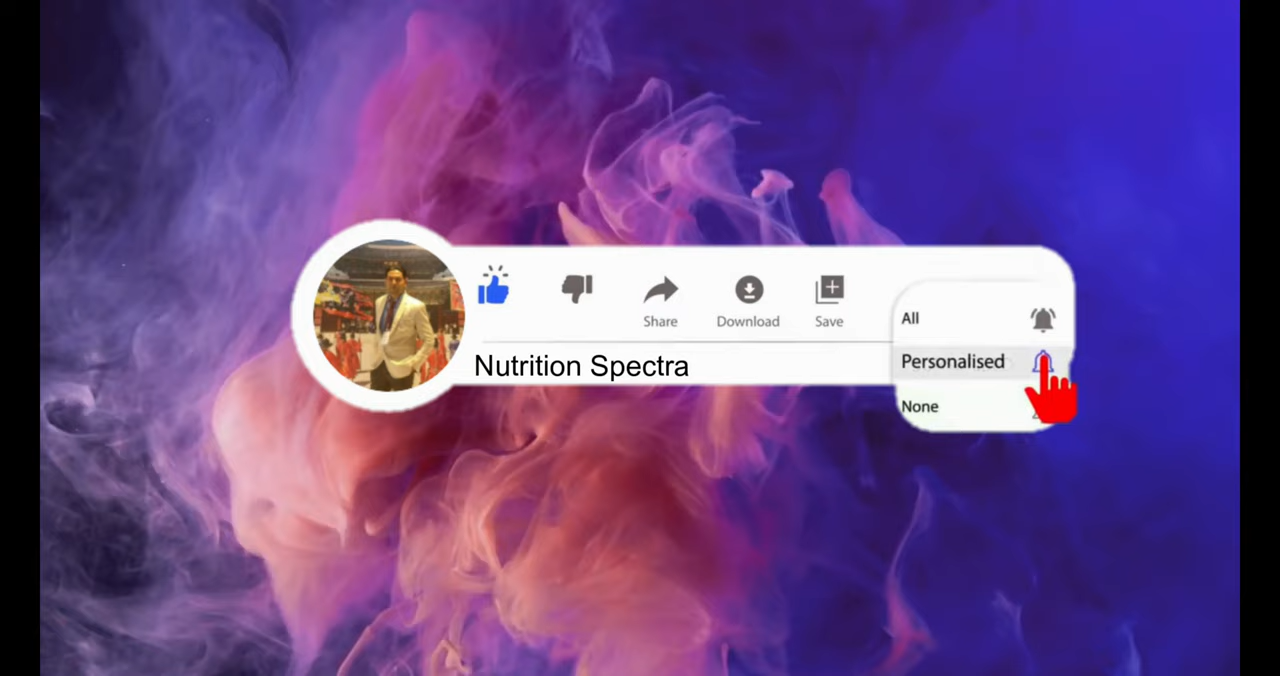 Share Download Save
Nutrition Spectra
All
Personalised
None